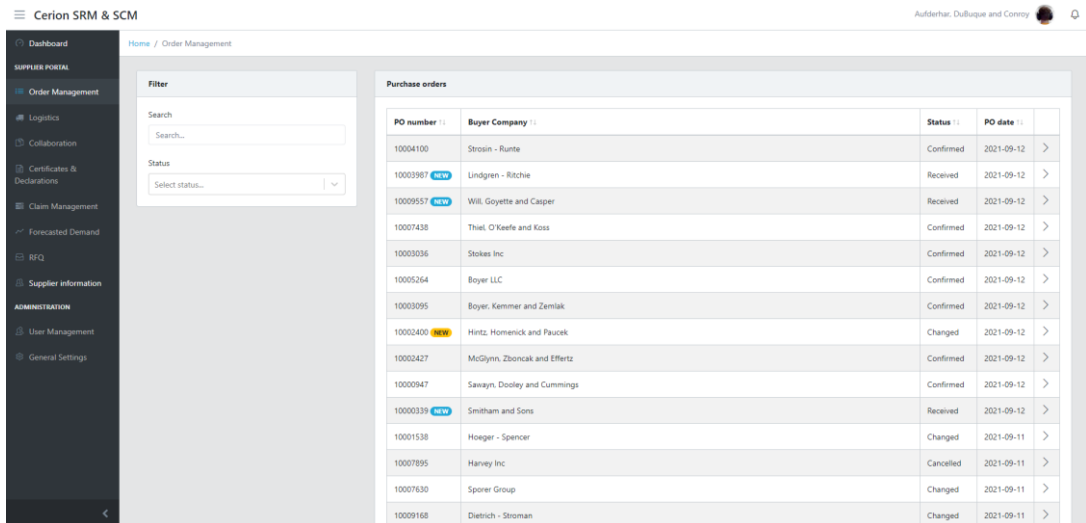 Cerion SRM & SCM
Aufderhar, DuBuque and Conroy
Dashboard
SUPPLIER PORTAL
Order Management
Logistics
Collaboration
Certificates &
Declarations
Claim Management
Forecasted Demand
RFQ
Supplier information
ADMINISTRATION
User Management
General Settings
Home / Order Management
Filter
Search
Search...
Status
Select status...
Purchase orders
PO number Buyer Company Status PO date
10004100 Strosin - Runte Confirmed 2021-09-12
10003987 NEW Lindgren - Ritchie Received 2021-09-12
10009557 NEW Will, Goyette and Casper Received 2021-09-12
10007438 Thiel, O'Keefe and Koss Confirmed 2021-09-12
10003036 Stokes Inc Confirmed 2021-09-12
10005264 Boyer LLC Confirmed 2021-09-12
10003095 Boyer, Kemmer and Zemlak Confirmed 2021-09-12
10002400 NEW Hintz, Homenick and Paucek Changed 2021-09-12
10002427 McGlynn, Zboncak and Effertz Confirmed 2021-09-12
10000947 Sawayn, Dooley and Cummings Confirmed 2021-09-12
10000339 NEW Smitham and Sons Received 2021-09-12
10001538 Hoeger - Spencer Changed 2021-09-11
10007895 Harvey Inc Cancelled 2021-09-11
10007630 Sporer Group Changed 2021-09-11
10009168 Dietrich - Stroman Changed 2021-09-11